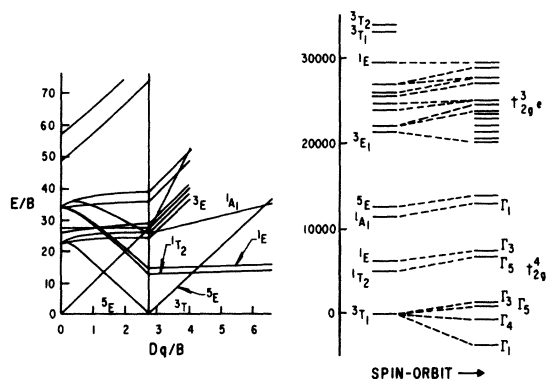 70
60
50
E/B
40
30
20
10
0
0 1 2 3 4 5 6
Dq/B
³E
¹A₁
¹T₂
¹E
⁵E
⁵E
³T₁
³T₂
³T₁
30000
¹E
t³₂g e
20000
³E₁
⁵E
¹A₁
Γ₁
10000
¹E
Γ₃
¹T₂
Γ₅
t⁴₂g
³T₁
0
Γ₃ Γ₅
Γ₄
Γ₁
SPIN-ORBIT →